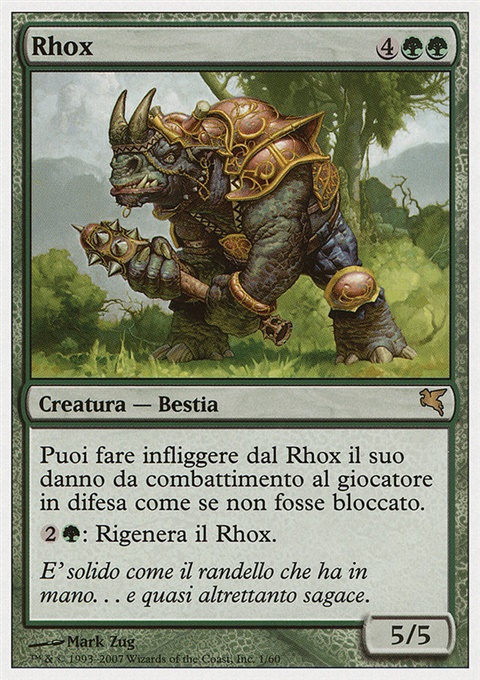 Rhox 4
Creatura — Bestia
Puoi fare infliggere dal Rhox il suo
danno da combattimento al giocatore
in difesa come se non fosse bloccato.
2 : Rigenera il Rhox.
E' solido come il randello che ha in
mano. . . e quasi altrettanto sagace.
Mark Zug
5/5
™ & © 1993-2007 Wizards of the Coast, Inc. 1/60